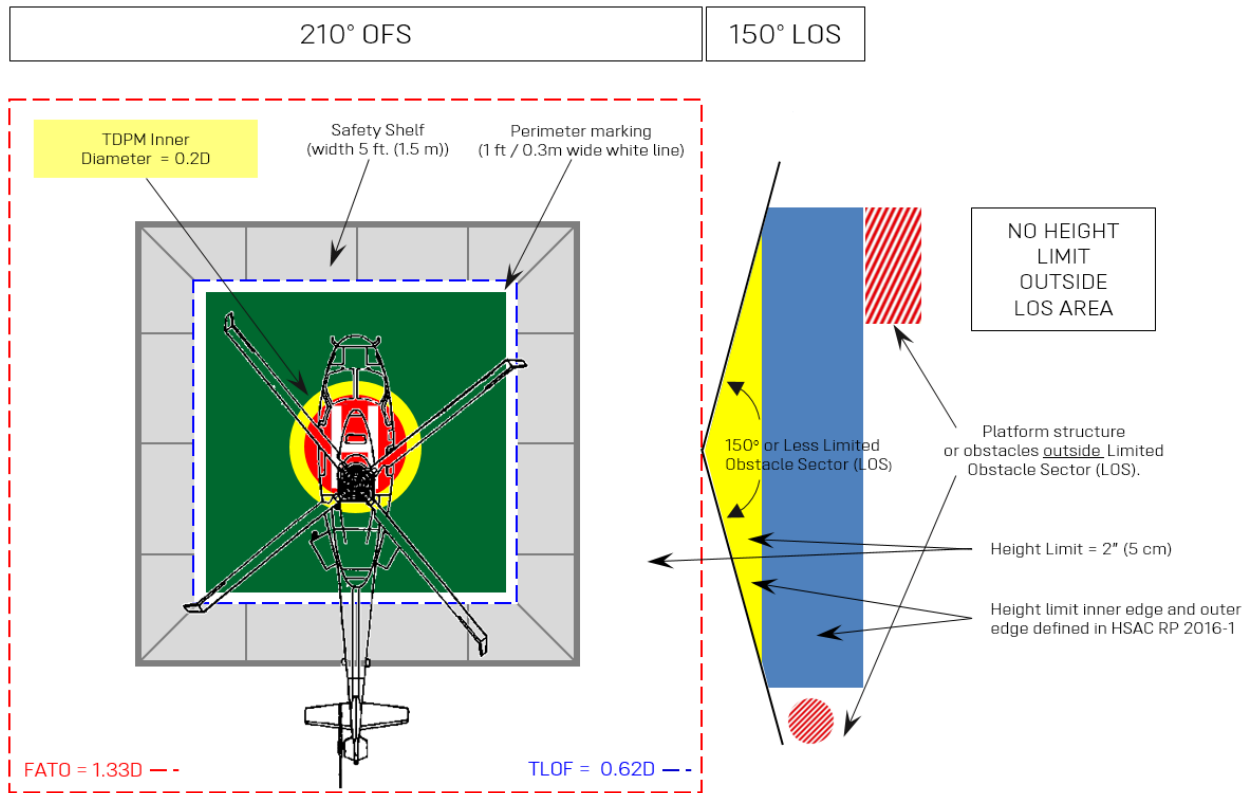 210° OFS
150° LOS
TDPM Inner
Diameter = 0.2D
Safety Shelf
(width 5 ft. (1.5 m))
Perimeter marking
(1 ft / 0.3m wide white line)
NO HEIGHT
LIMIT
OUTSIDE
LOS AREA
150° or Less Limited
Obstacle Sector (LOS)
Platform structure
or obstacles outside Limited
Obstacle Sector (LOS).
Height Limit = 2" (5 cm)
Height limit inner edge and outer
edge defined in HSAC RP 2016-1
FATO = 1.33D
TLOF = 0.62D